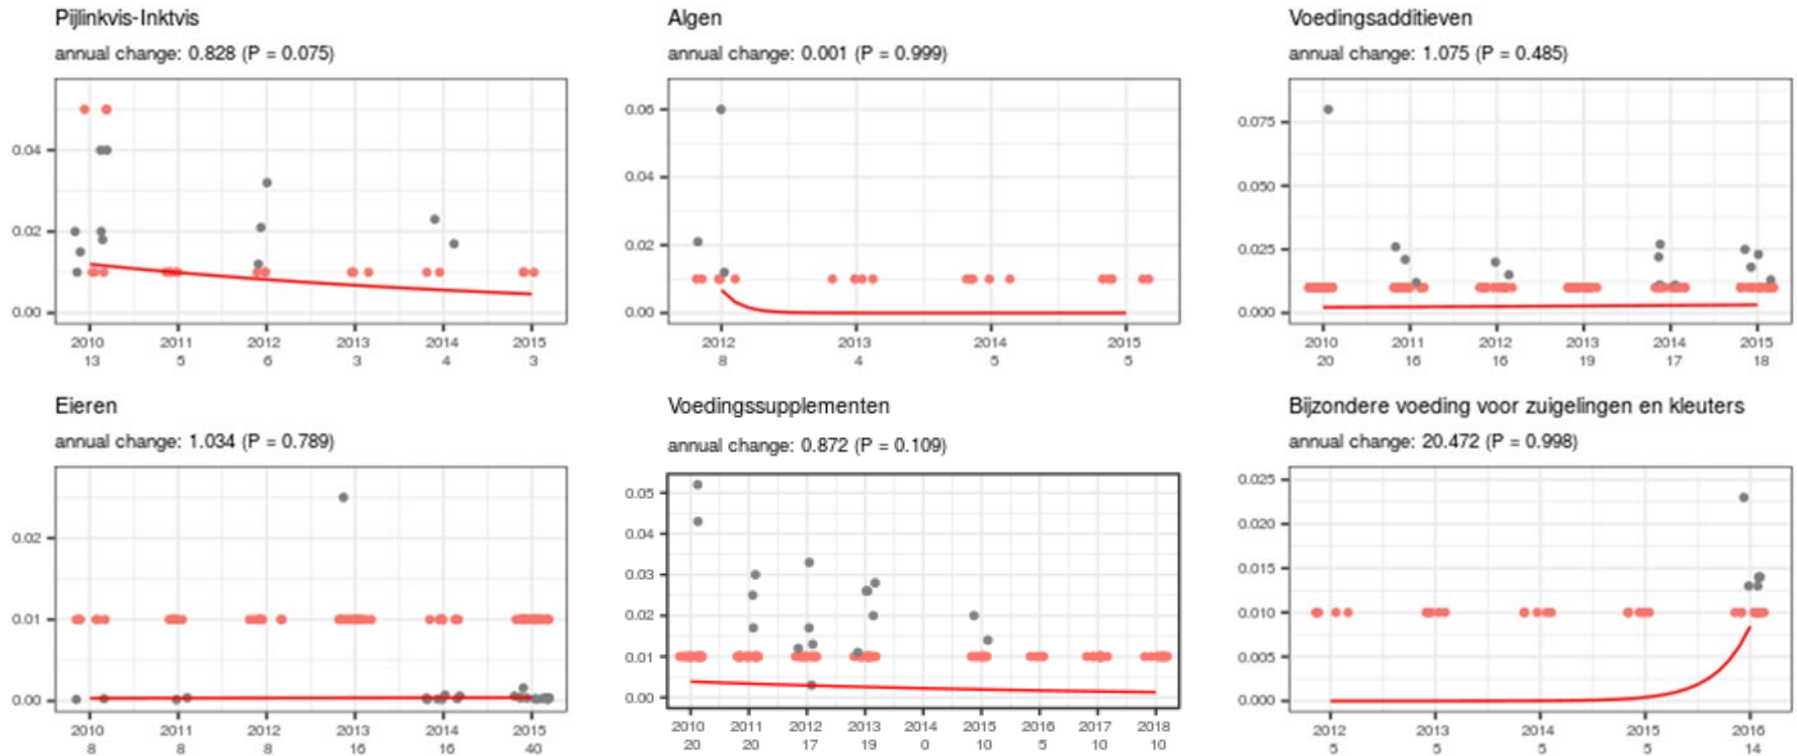 Pijlinkvis-Inktvis
annual change: 0.828 (P = 0.075)
0.04
0.02
0.00
2010 2011 2012 2013 2014 2015
13 5 6 3 4 3
Algen
annual change: 0.001 (P = 0.999)
0.06
0.04
0.02
0.00
2012 2013 2014 2015
8 4 5 5
Voedingsadditieven
annual change: 1.075 (P = 0.485)
0.075
0.050
0.025
0.000
2010 2011 2012 2013 2014 2015
20 16 16 19 17 18
Eieren
annual change: 1.034 (P = 0.789)
0.02
0.01
0.00
2010 2011 2012 2013 2014 2015
8 8 8 16 16 40
Voedingssupplementen
annual change: 0.872 (P = 0.109)
0.05
0.04
0.03
0.02
0.01
0.00
2010 2011 2012 2013 2014 2015 2016 2017 2018
20 20 17 19 0 10 5 10 10
Bijzondere voeding voor zuigelingen en kleuters
annual change: 20.472 (P = 0.998)
0.025
0.020
0.015
0.010
0.005
0.000
2012 2013 2014 2015 2016
5 5 5 5 14